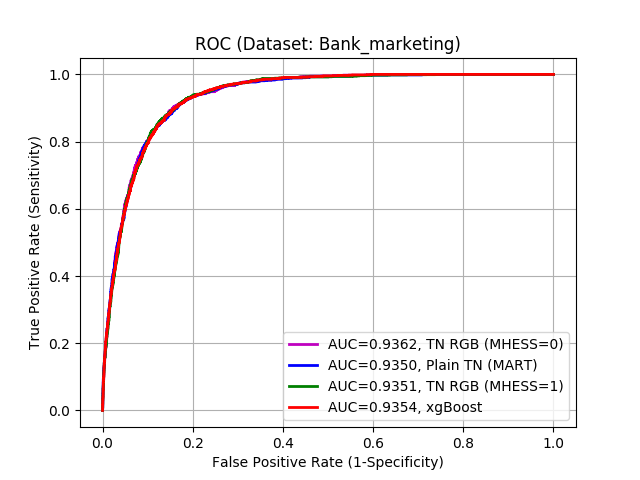 ROC (Dataset: Bank_marketing)
True Positive Rate (Sensitivity)
1.0
0.8
0.6
0.4
0.2
0.0
AUC=0.9362, TN RGB (MHESS=0)
AUC=0.9350, Plain TN (MART)
AUC=0.9351, TN RGB (MHESS=1)
AUC=0.9354, xgBoost
0.0 0.2 0.4 0.6 0.8 1.0
False Positive Rate (1-Specificity)